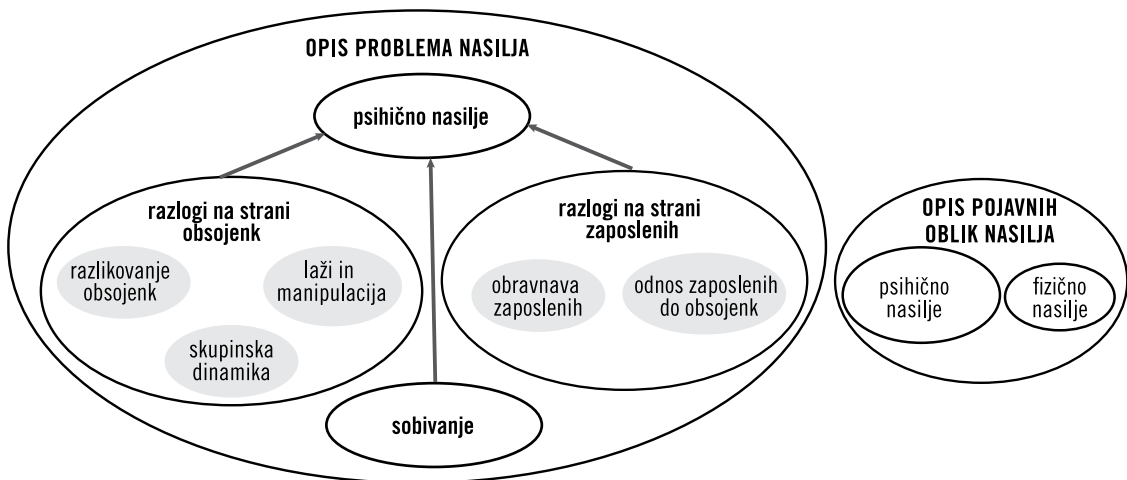 OPIS PROBLEMA NASILJA
psihično nasilje
razlogi na strani
obsojenk
razlikovanje
obsojenk
laži in
manipulacija
skupinska
dinamika
razlogi na strani
zaposlenih
obravnava
zaposlenih
odnos zaposlenih
do obsojenk
sobivanje
OPIS POJAVNIH
OBLIK NASILJA
psihično
nasilje
fizično
nasilje